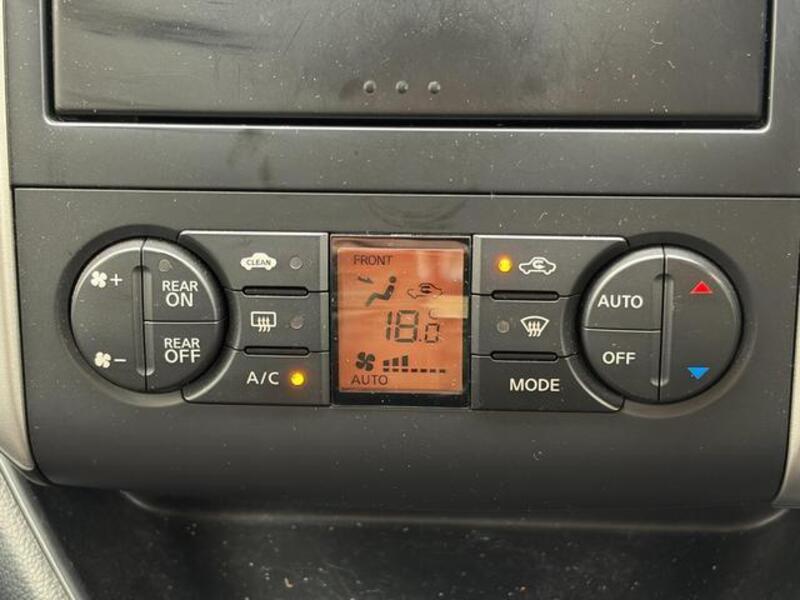 REAR
ON
REAR
OFF
CLEAN
A/C
FRONT
18.0
°C
AUTO
AUTO
OFF
MODE